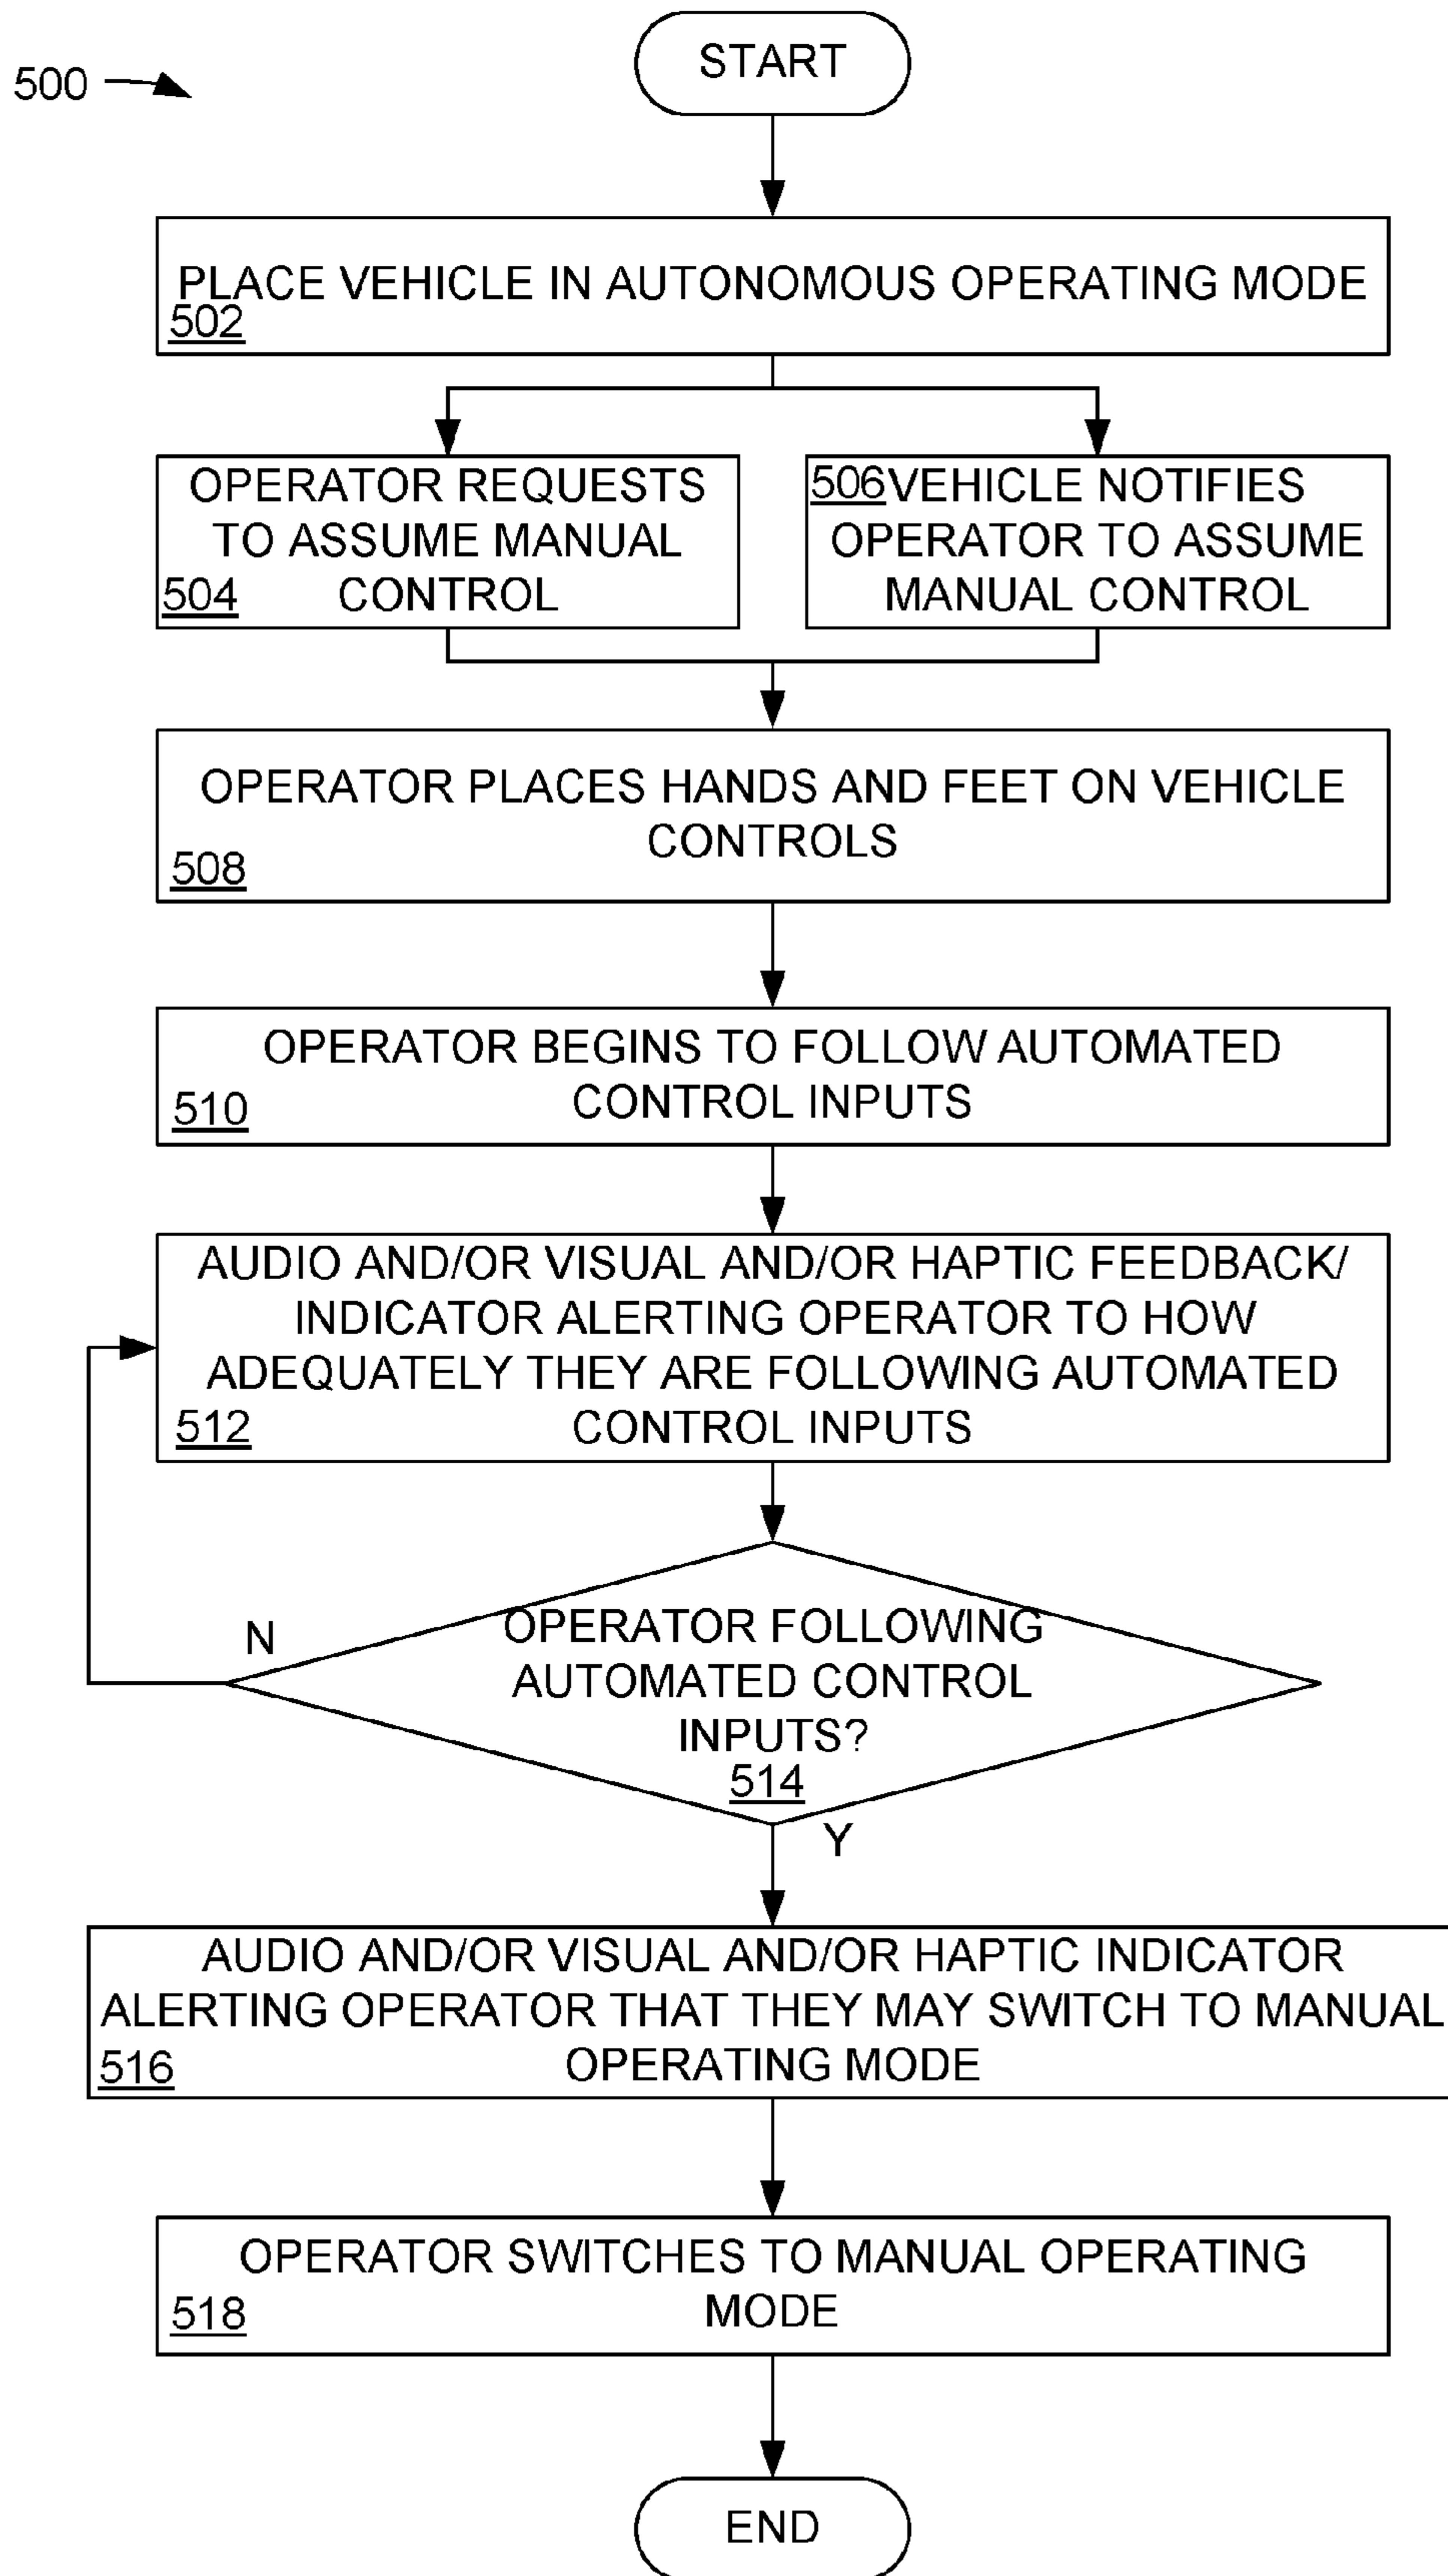 START
500
PLACE VEHICLE IN AUTONOMOUS OPERATING MODE
502
OPERATOR REQUESTS
TO ASSUME MANUAL
CONTROL
504
506 VEHICLE NOTIFIES
OPERATOR TO ASSUME
MANUAL CONTROL
OPERATOR PLACES HANDS AND FEET ON VEHICLE
CONTROLS
508
OPERATOR BEGINS TO FOLLOW AUTOMATED
CONTROL INPUTS
510
AUDIO AND/OR VISUAL AND/OR HAPTIC FEEDBACK/
INDICATOR ALERTING OPERATOR TO HOW
ADEQUATELY THEY ARE FOLLOWING AUTOMATED
CONTROL INPUTS
512
N
OPERATOR FOLLOWING
AUTOMATED CONTROL
INPUTS?
514
Y
AUDIO AND/OR VISUAL AND/OR HAPTIC INDICATOR
ALERTING OPERATOR THAT THEY MAY SWITCH TO MANUAL
OPERATING MODE
516
OPERATOR SWITCHES TO MANUAL OPERATING
MODE
518
END